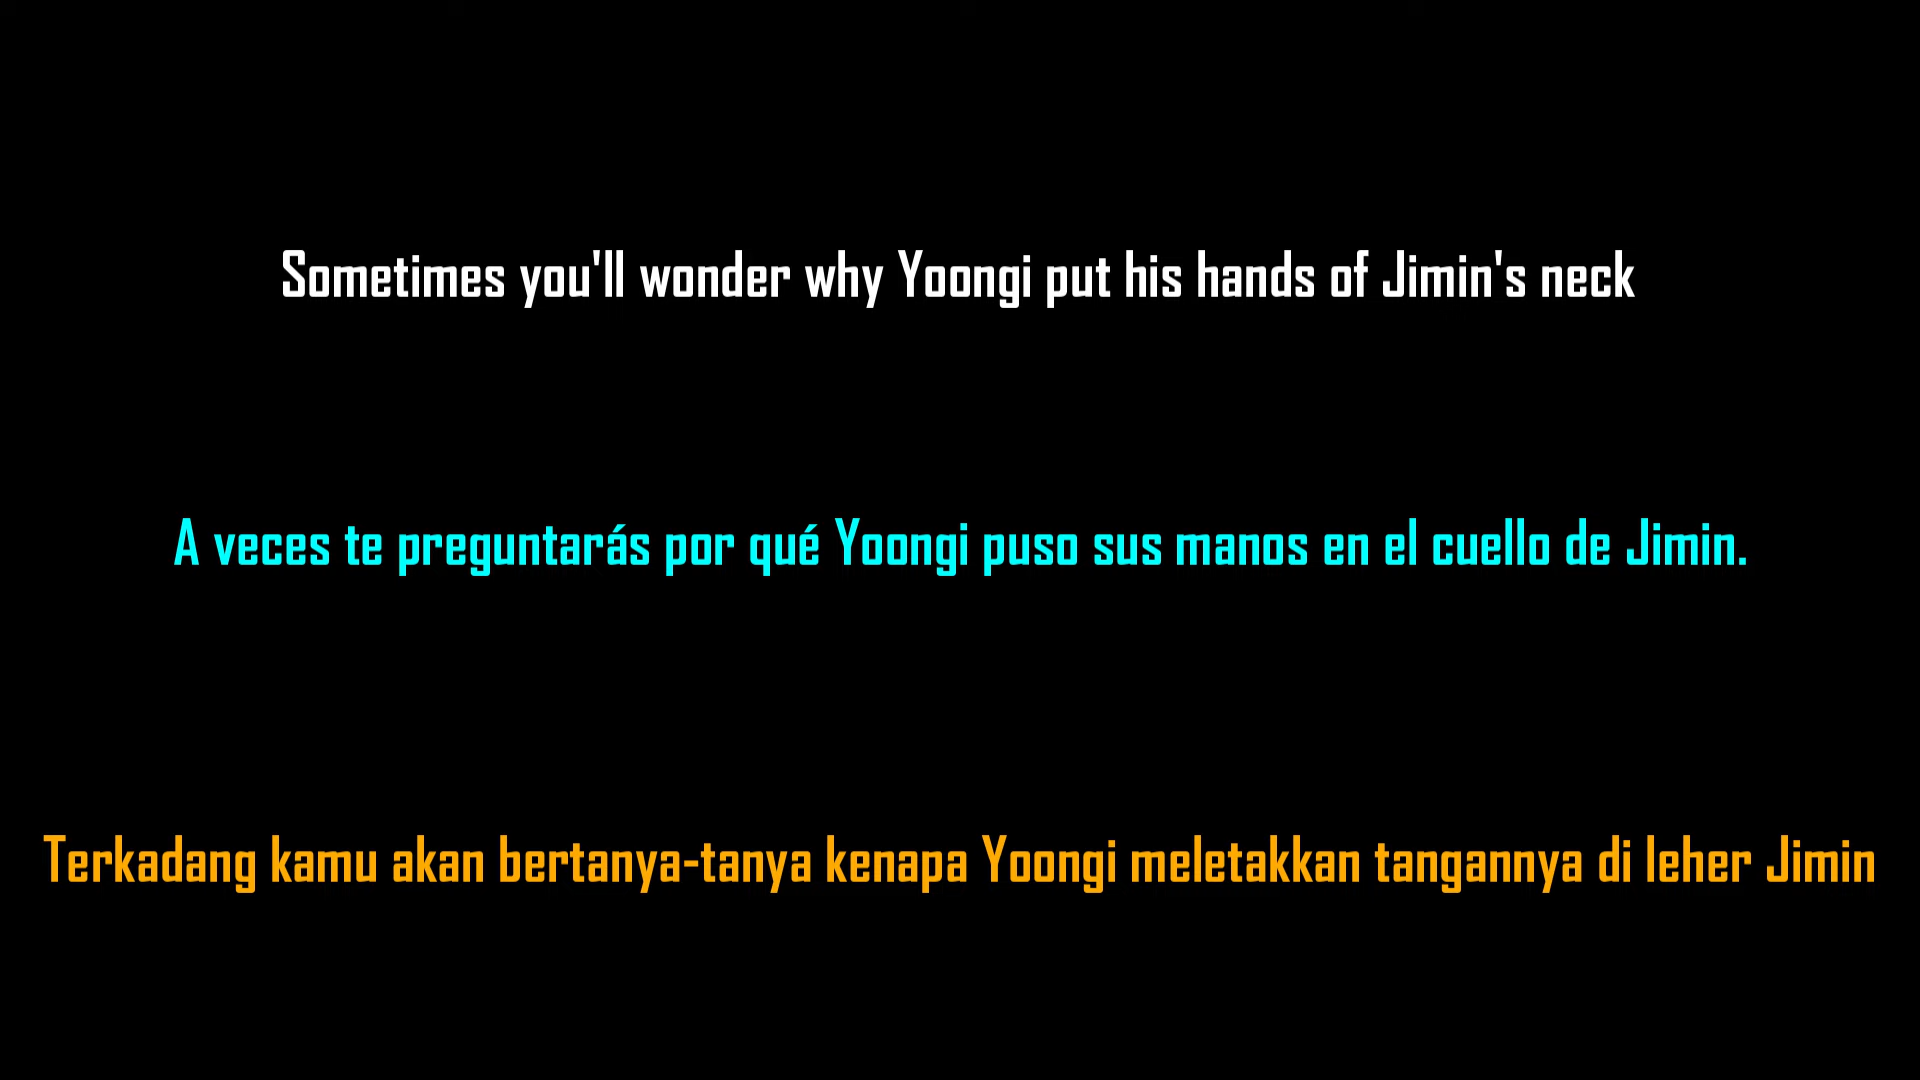 Sometimes you'll wonder why Yoongi put his hands of Jimin's neck
A veces te preguntarás por qué Yoongi puso sus manos en el cuello de Jimin.
Terkadang kamu akan bertanya-tanya kenapa Yoongi meletakkan tangannya di leher Jimin